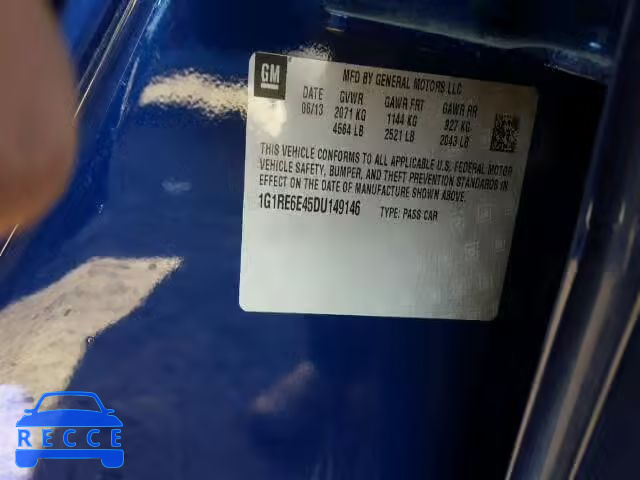 GM
MFD BY GENERAL MOTORS LLC
DATE GVWR GAWR FRT GAWR RR
06/13 2071 KG 1144 KG 927 KG
4564 LB 2521 LB 2043 LB
THIS VEHICLE CONFORMS TO ALL APPLICABLE U.S. FEDERAL MOTOR
VEHICLE SAFETY, BUMPER, AND THEFT PREVENTION STANDARDS IN
EFFECT ON THE DATE OF MANUFACTURE SHOWN ABOVE.
1G1RE6E45DU149146 TYPE: PASS CAR
RECCE